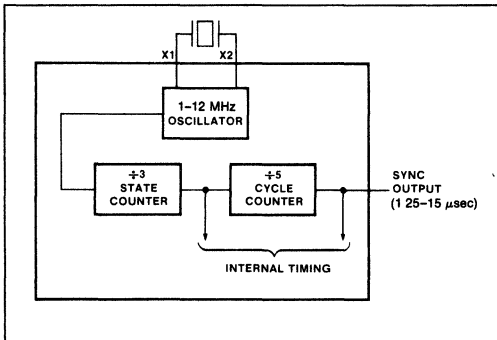 X1 X2
1–12 MHz
OSCILLATOR
÷3
STATE
COUNTER
÷5
CYCLE
COUNTER
SYNC
OUTPUT
(1 25–15 μsec)
INTERNAL TIMING